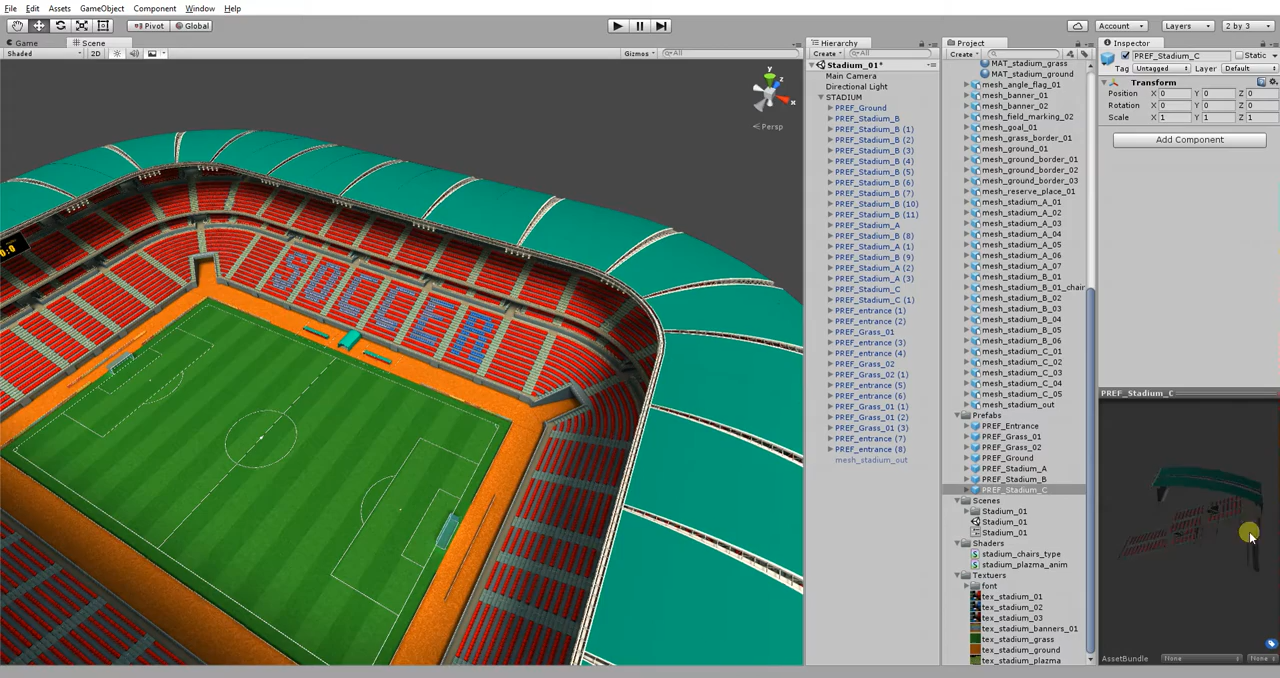 File Edit Assets GameObject Component Window Help
Pivot Global Account Layers 2 by 3
Game Scene
Shaded 2D Gizmos All
0:0
SOCCER
y
z
x
Persp
Hierarchy
Create All
Stadium_01*
Main Camera
Directional Light
STADIUM
PREF_Ground
PREF_Stadium_B
PREF_Stadium_B (1)
PREF_Stadium_B (2)
PREF_Stadium_B (3)
PREF_Stadium_B (4)
PREF_Stadium_B (5)
PREF_Stadium_B (6)
PREF_Stadium_B (7)
PREF_Stadium_B (10)
PREF_Stadium_B (11)
PREF_Stadium_A
PREF_Stadium_B (8)
PREF_Stadium_A (1)
PREF_Stadium_B (9)
PREF_Stadium_A (2)
PREF_Stadium_A (3)
PREF_Stadium_C
PREF_Stadium_C (1)
PREF_entrance (1)
PREF_entrance (2)
PREF_Grass_01
PREF_entrance (3)
PREF_entrance (4)
PREF_Grass_02
PREF_Grass_02 (1)
PREF_entrance (5)
PREF_entrance (6)
PREF_Grass_01 (1)
PREF_Grass_01 (2)
PREF_Grass_01 (3)
PREF_entrance (7)
PREF_entrance (8)
mesh_stadium_out
Project
Create
MAT_stadium_grass
MAT_stadium_ground
mesh_angle_flag_01
mesh_banner_01
mesh_banner_02
mesh_field_marking_02
mesh_goal_01
mesh_grass_border_01
mesh_ground_01
mesh_ground_border_01
mesh_ground_border_02
mesh_ground_border_03
mesh_reserve_place_01
mesh_stadium_A_01
mesh_stadium_A_02
mesh_stadium_A_03
mesh_stadium_A_04
mesh_stadium_A_05
mesh_stadium_A_06
mesh_stadium_A_07
mesh_stadium_B_01
mesh_stadium_B_01_chair
mesh_stadium_B_02
mesh_stadium_B_03
mesh_stadium_B_04
mesh_stadium_B_05
mesh_stadium_B_06
mesh_stadium_C_01
mesh_stadium_C_02
mesh_stadium_C_03
mesh_stadium_C_04
mesh_stadium_C_05
mesh_stadium_out
Prefabs
PREF_Entrance
PREF_Grass_01
PREF_Grass_02
PREF_Ground
PREF_Stadium_A
PREF_Stadium_B
PREF_Stadium_C
Scenes
Stadium_01
Stadium_01
Stadium_01
Shaders
stadium_chairs_type
stadium_plazma_anim
Textuers
font
tex_stadium_01
tex_stadium_02
tex_stadium_03
tex_stadium_banners_01
tex_stadium_grass
tex_stadium_ground
tex_stadium_plazma
Inspector
PREF_Stadium_C Static
Tag Untagged Layer Default
Transform
Position X 0 Y 0 Z 0
Rotation X 0 Y 0 Z 0
Scale X 1 Y 1 Z 1
Add Component
PREF_Stadium_C
AssetBundle None None